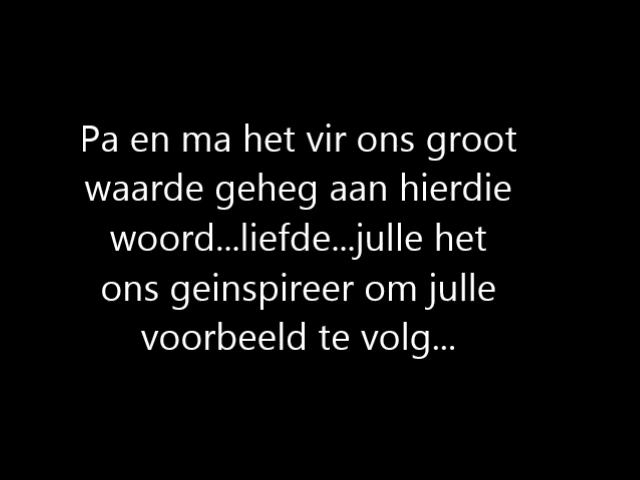 Pa en ma het vir ons groot
waarde geheg aan hierdie
woord...liefde...julle het
ons geinspireer om julle
voorbeeld te volg...